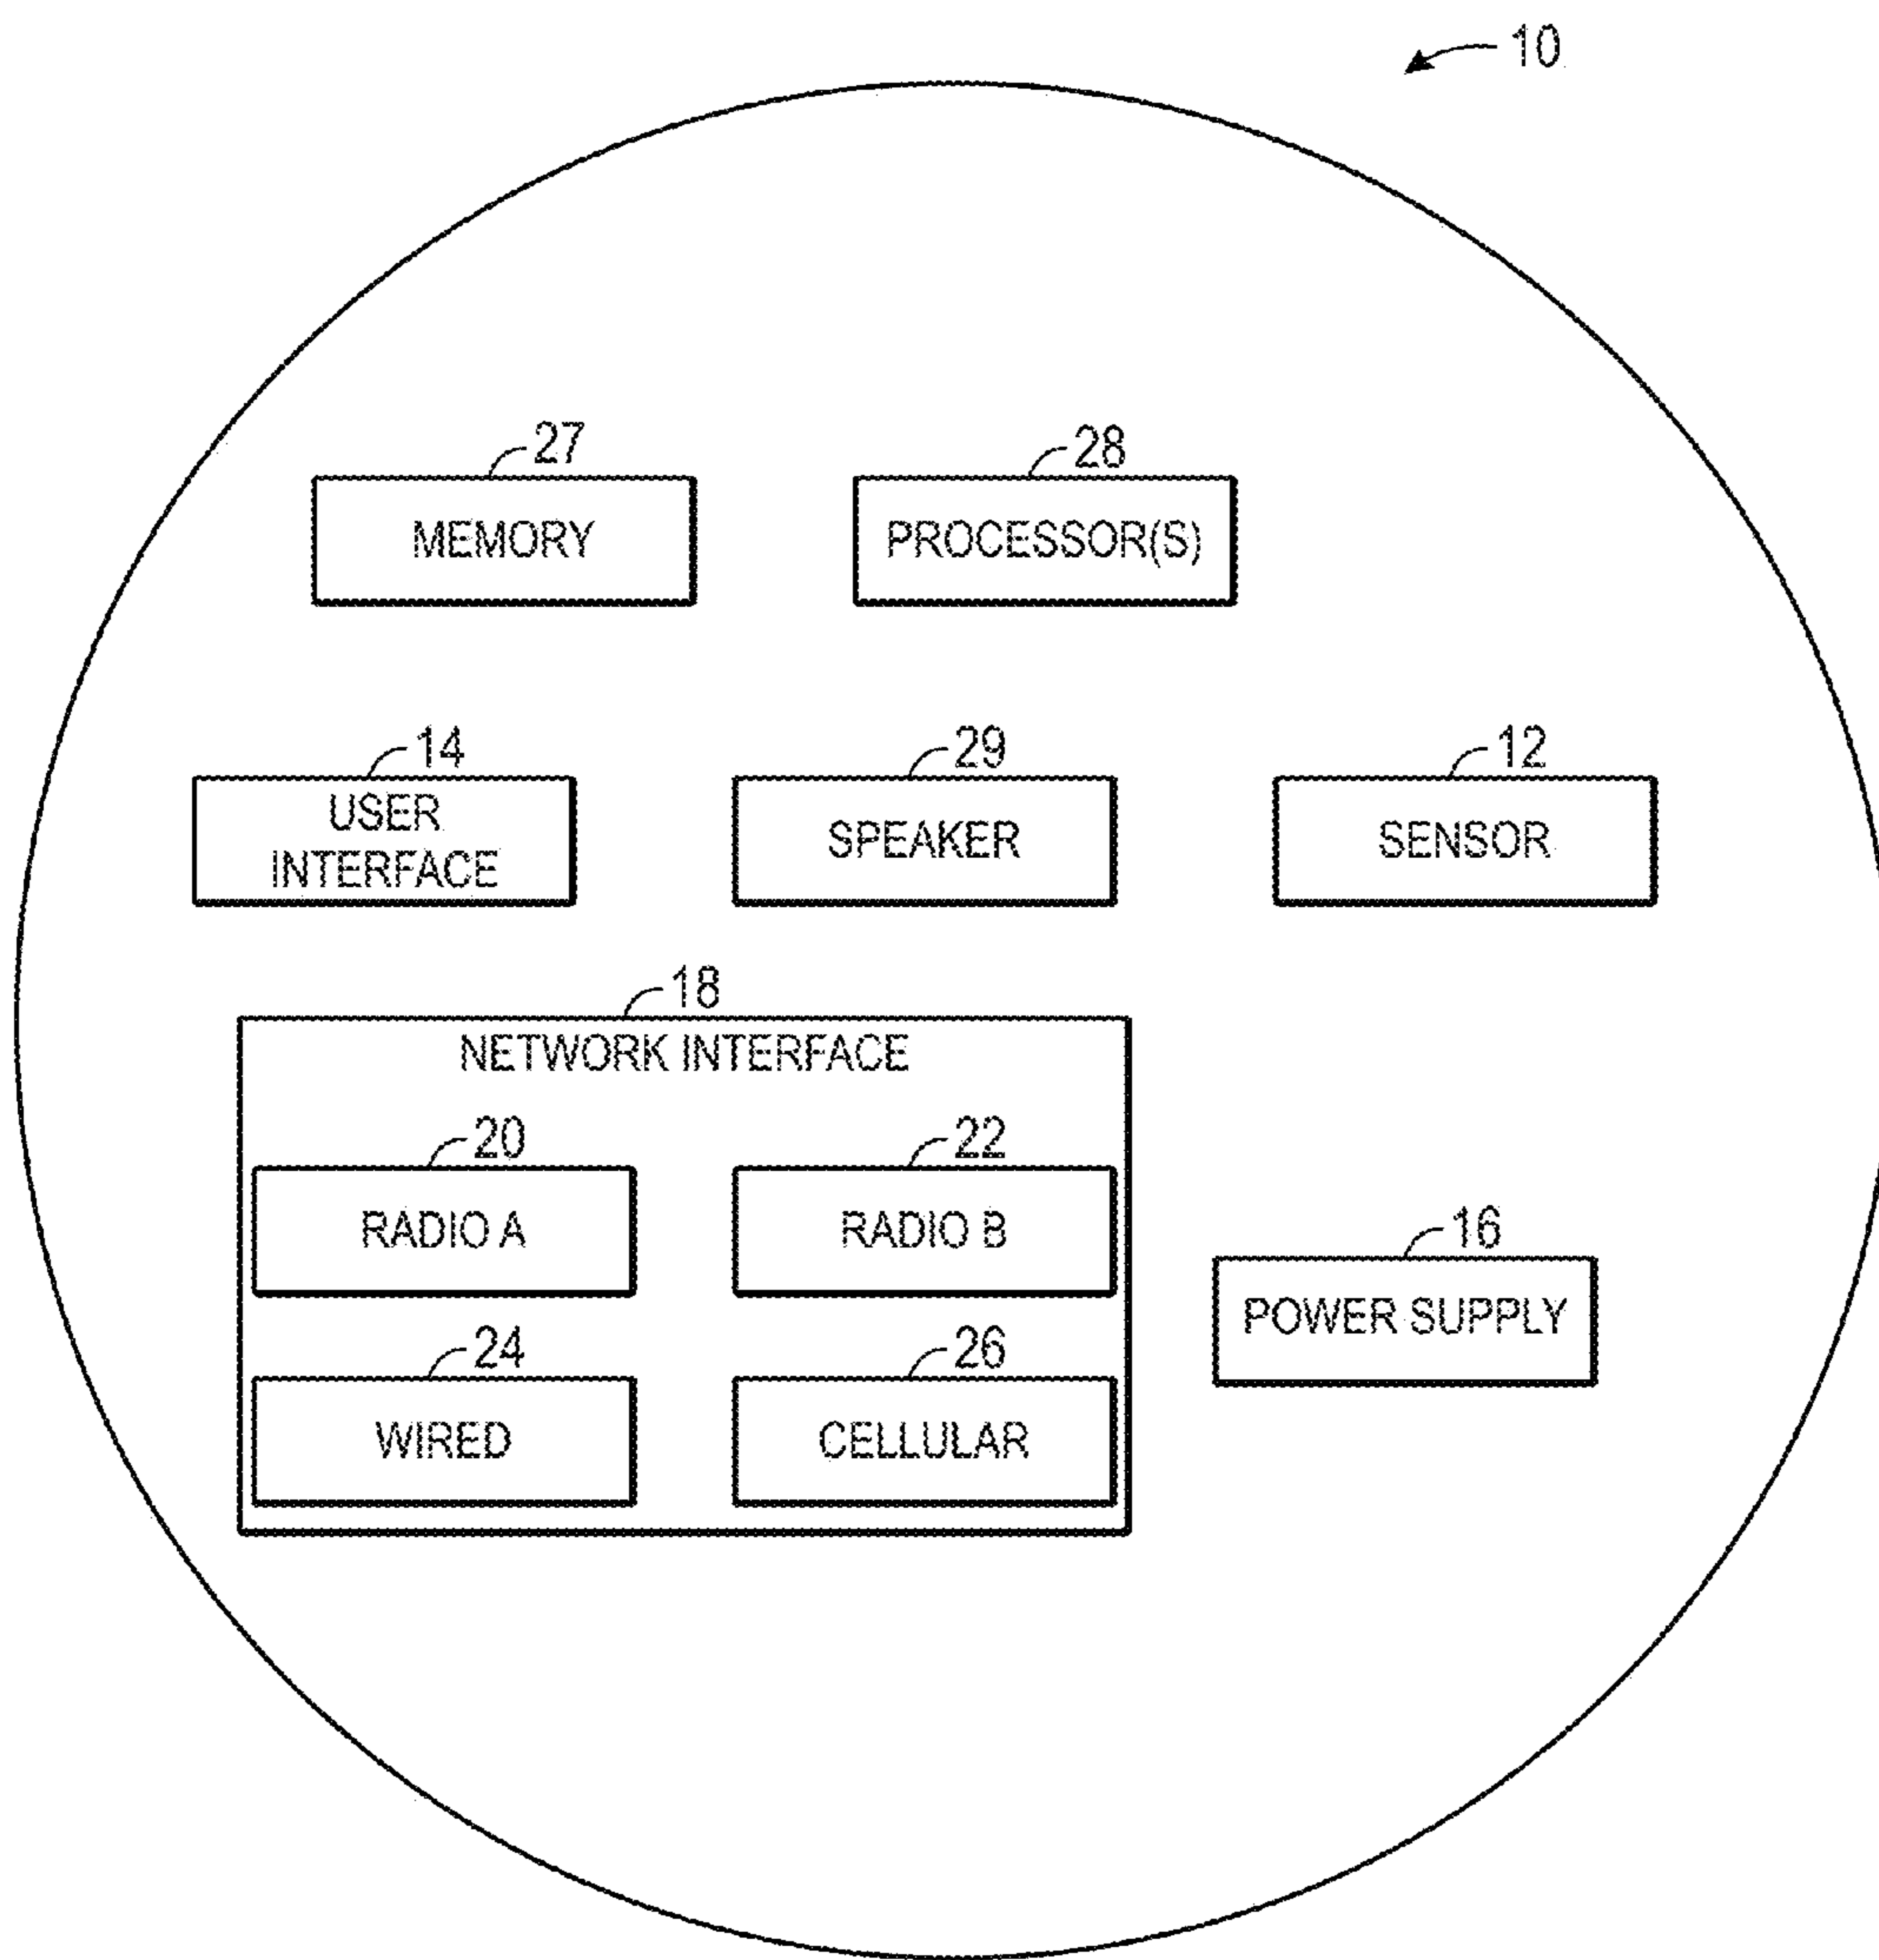 10
27
28
MEMORY
PROCESSOR(S)
14
29
12
USER
INTERFACE
SPEAKER
SENSOR
18
NETWORK INTERFACE
20
22
RADIO A
RADIO B
16
POWER SUPPLY
24
26
WIRED
CELLULAR